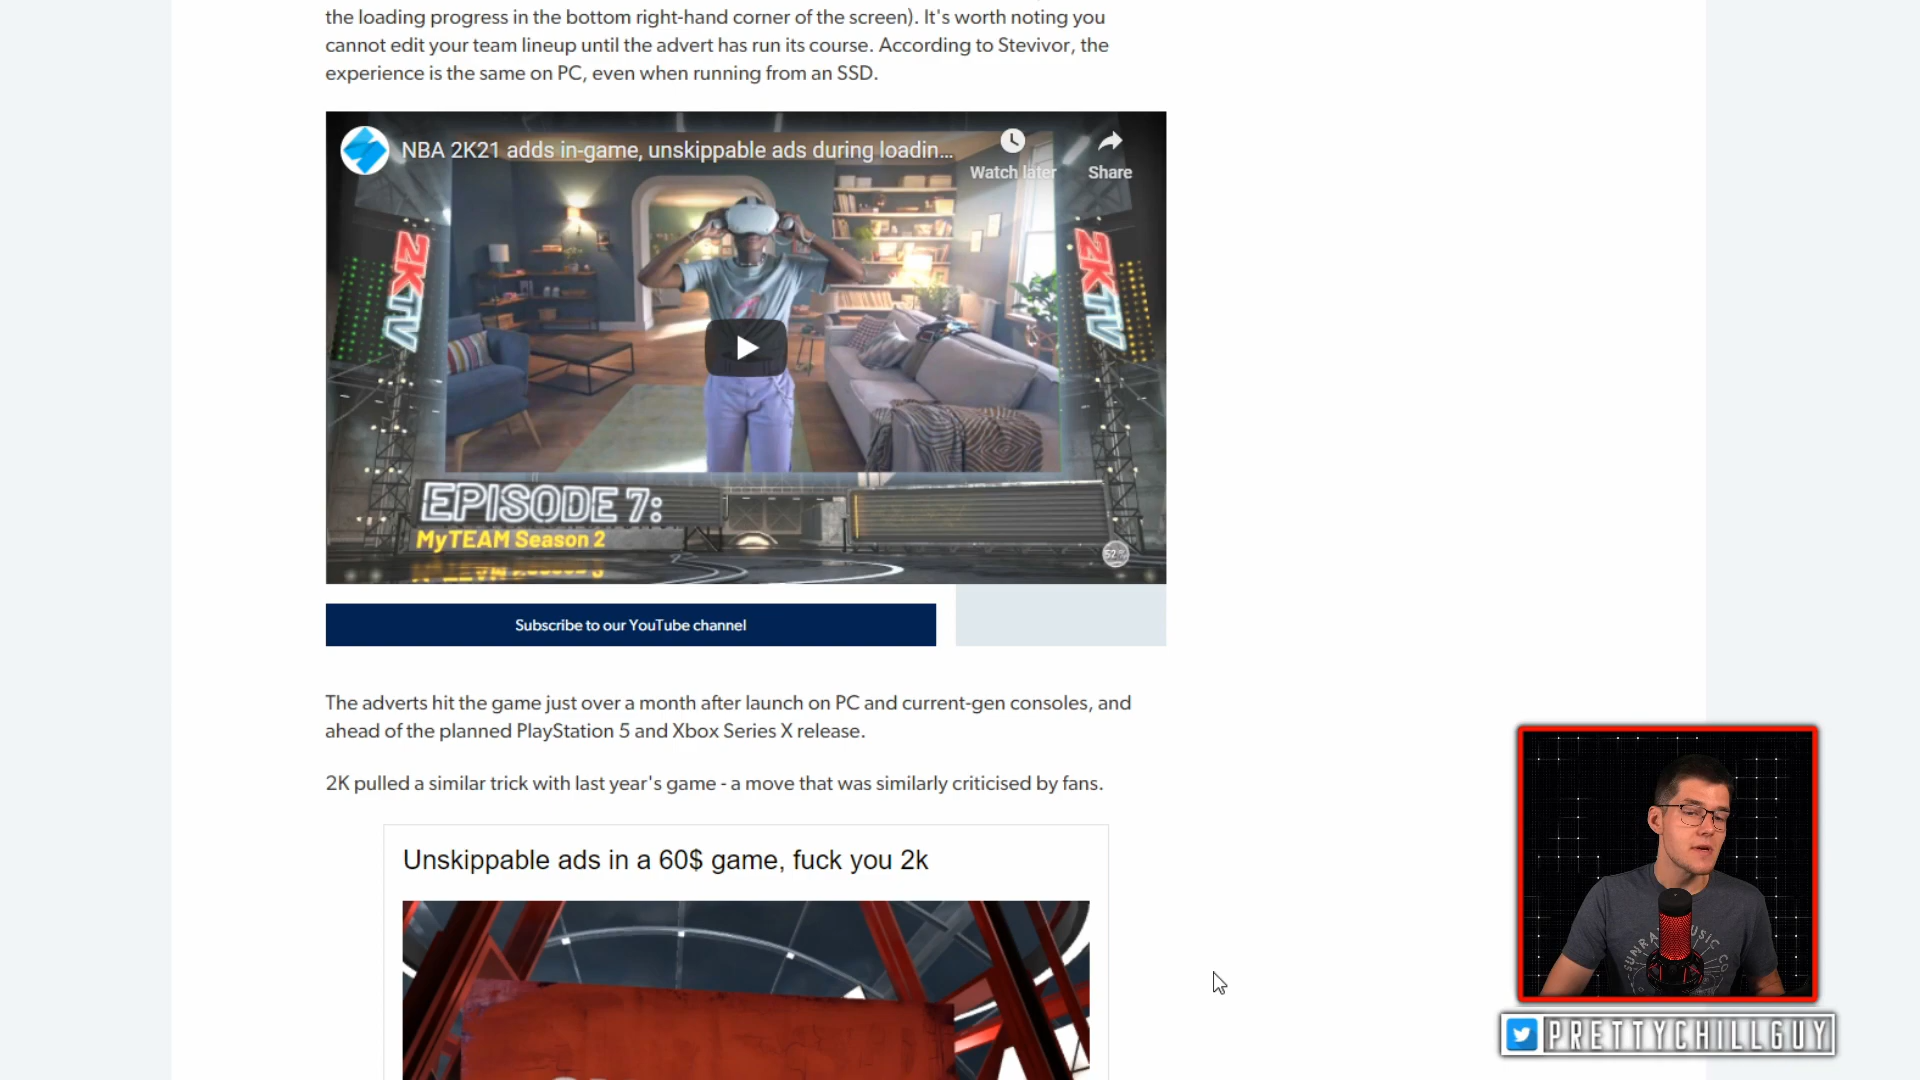 the loading progress in the bottom right-hand corner of the screen). It's worth noting you
cannot edit your team lineup until the advert has run its course. According to Stevivor, the
experience is the same on PC, even when running from an SSD.
NBA 2K21 adds in-game, unskippable ads during loadin...
Watch later
Share
2KTV
2KTV
EPISODE 7:
MyTEAM Season 2
52%
Subscribe to our YouTube channel
The adverts hit the game just over a month after launch on PC and current-gen consoles, and
ahead of the planned PlayStation 5 and Xbox Series X release.
2K pulled a similar trick with last year's game - a move that was similarly criticised by fans.
Unskippable ads in a 60$ game, fuck you 2k
SUNRAY MUSIC CO
PRETTYCHILLGUY